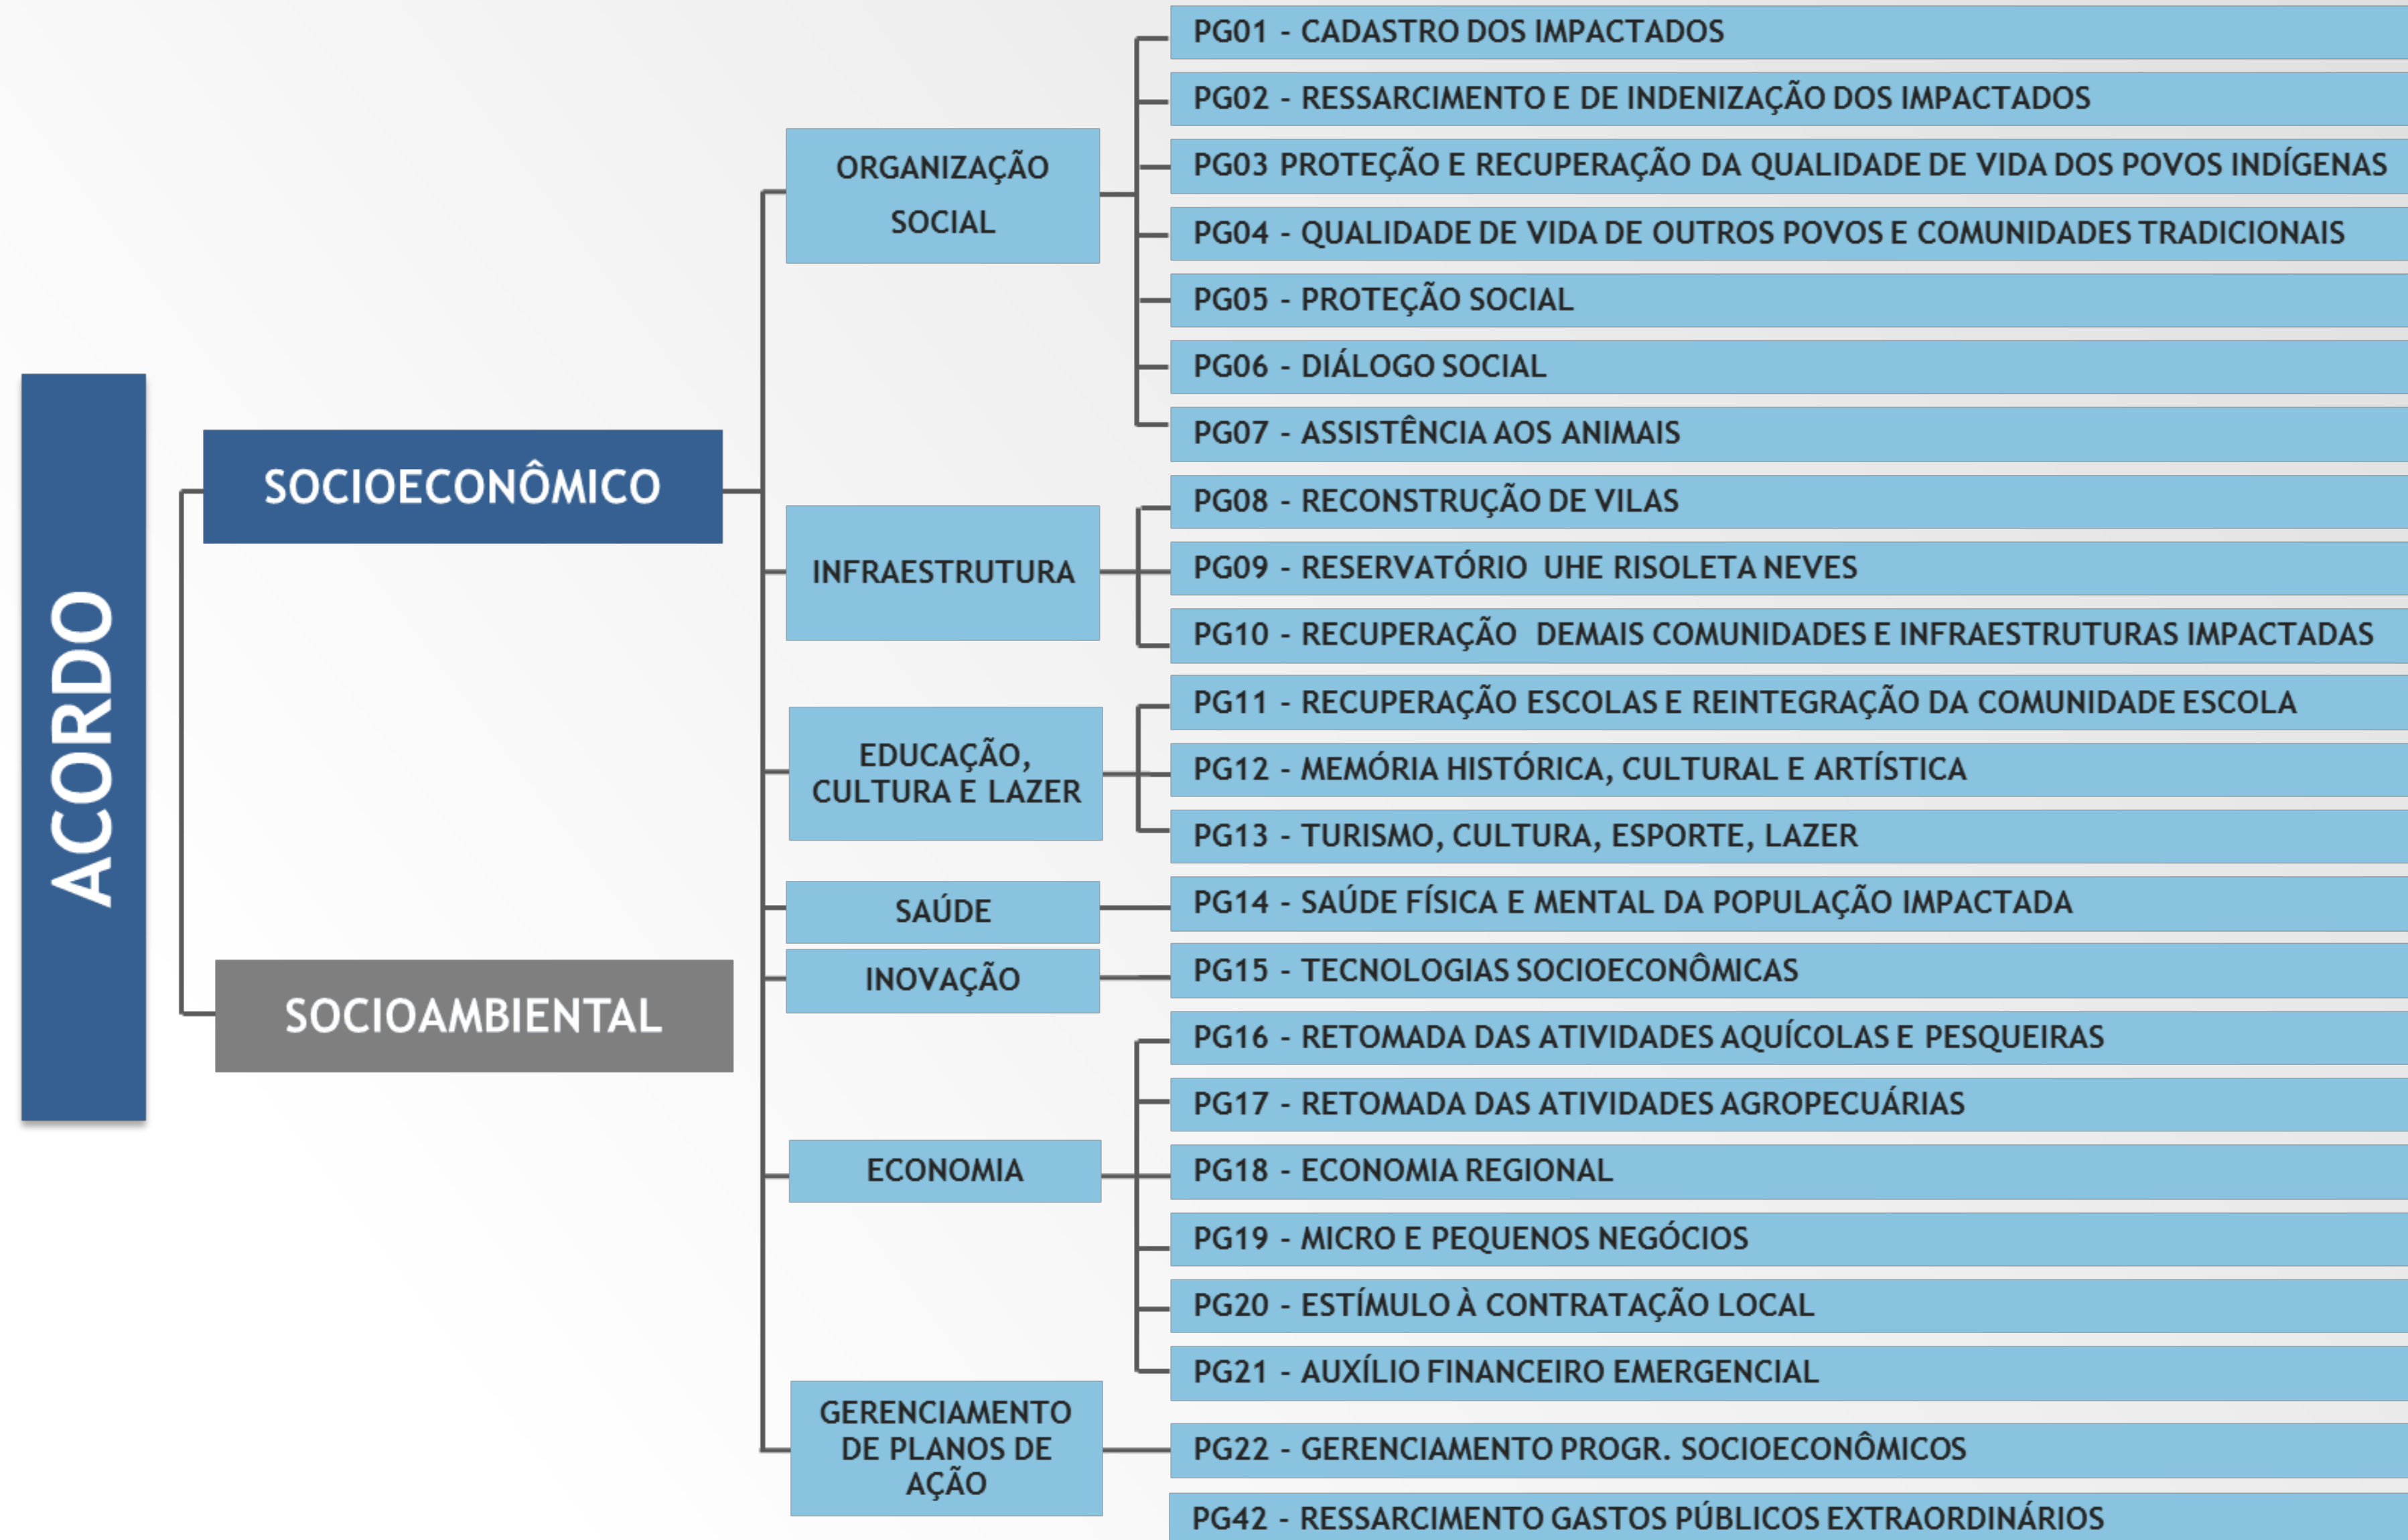 ACORDO
SOCIOECONÔMICO
SOCIOAMBIENTAL
ORGANIZAÇÃO
SOCIAL
PG01 - CADASTRO DOS IMPACTADOS
PG02 - RESSARCIMENTO E DE INDENIZAÇÃO DOS IMPACTADOS
PG03 PROTEÇÃO E RECUPERAÇÃO DA QUALIDADE DE VIDA DOS POVOS INDÍGENAS
PG04 - QUALIDADE DE VIDA DE OUTROS POVOS E COMUNIDADES TRADICIONAIS
PG05 - PROTEÇÃO SOCIAL
PG06 - DIÁLOGO SOCIAL
PG07 - ASSISTÊNCIA AOS ANIMAIS
INFRAESTRUTURA
PG08 - RECONSTRUÇÃO DE VILAS
PG09 - RESERVATÓRIO UHE RISOLETA NEVES
PG10 - RECUPERAÇÃO DEMAIS COMUNIDADES E INFRAESTRUTURAS IMPACTADAS
EDUCAÇÃO,
CULTURA E LAZER
PG11 - RECUPERAÇÃO ESCOLAS E REINTEGRAÇÃO DA COMUNIDADE ESCOLA
PG12 - MEMÓRIA HISTÓRICA, CULTURAL E ARTÍSTICA
PG13 - TURISMO, CULTURA, ESPORTE, LAZER
SAÚDE
PG14 - SAÚDE FÍSICA E MENTAL DA POPULAÇÃO IMPACTADA
INOVAÇÃO
PG15 - TECNOLOGIAS SOCIOECONÔMICAS
ECONOMIA
PG16 - RETOMADA DAS ATIVIDADES AQUÍCOLAS E PESQUEIRAS
PG17 - RETOMADA DAS ATIVIDADES AGROPECUÁRIAS
PG18 - ECONOMIA REGIONAL
PG19 - MICRO E PEQUENOS NEGÓCIOS
PG20 - ESTÍMULO À CONTRATAÇÃO LOCAL
PG21 - AUXÍLIO FINANCEIRO EMERGENCIAL
GERENCIAMENTO
DE PLANOS DE
AÇÃO
PG22 - GERENCIAMENTO PROGR. SOCIOECONÔMICOS
PG42 - RESSARCIMENTO GASTOS PÚBLICOS EXTRAORDINÁRIOS